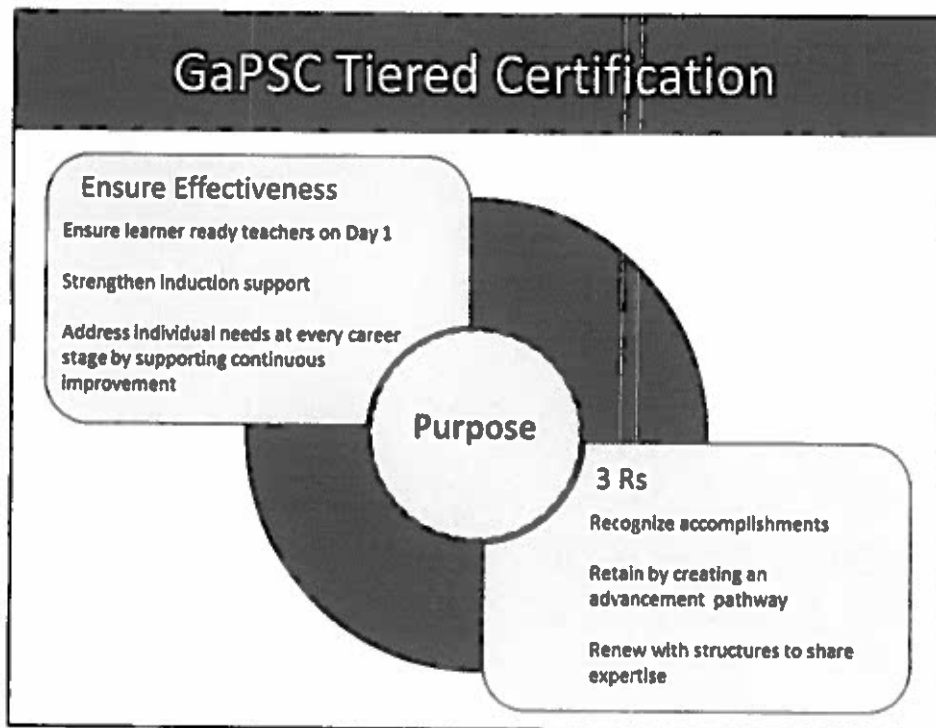 GaPSC Tiered Certification
Ensure Effectiveness
Ensure learner ready teachers on Day 1
Strengthen induction support
Address individual needs at every career
stage by supporting continuous
improvement
Purpose
3 Rs
Recognize accomplishments
Retain by creating an
advancement pathway
Renew with structures to share
expertise